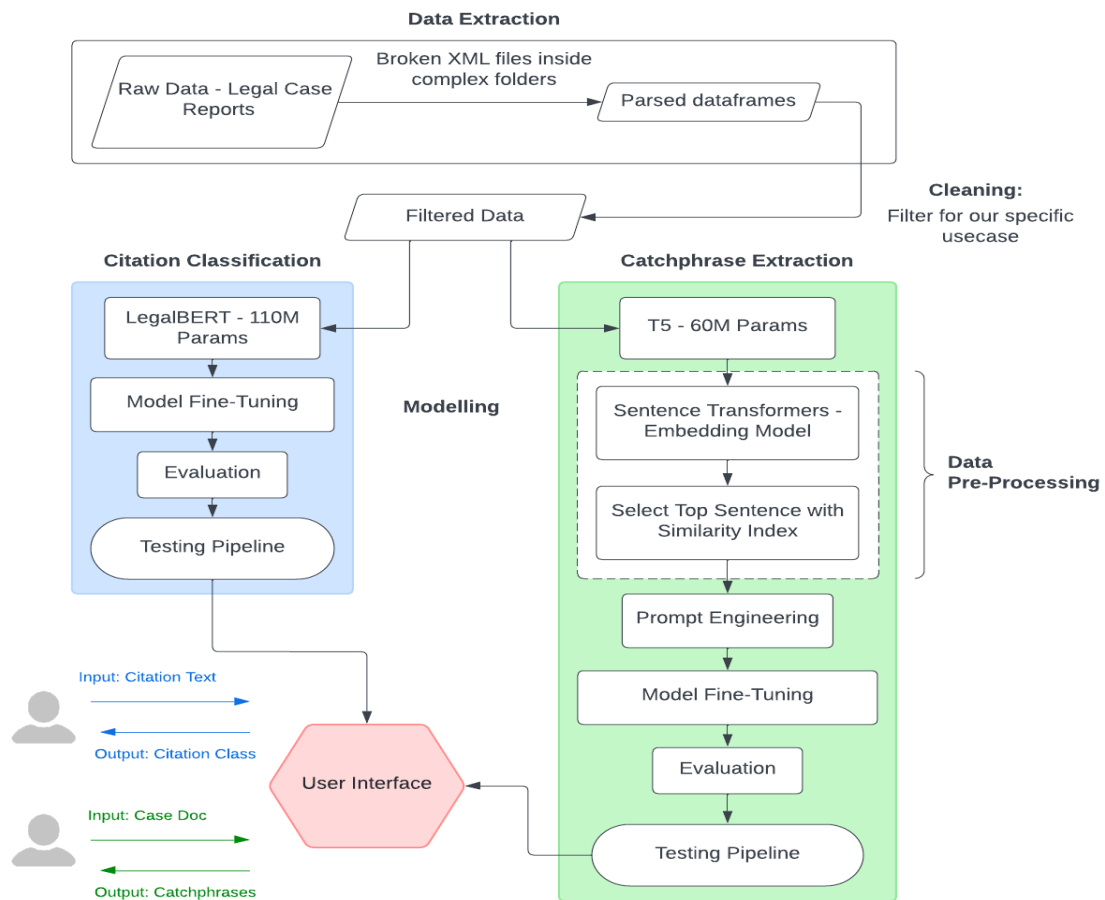 Data Extraction
Raw Data - Legal Case
Reports
Broken XML files inside
complex folders
Parsed dataframes
Cleaning:
Filter for our specific
usecase
Filtered Data
Citation Classification
LegalBERT - 110M
Params
Model Fine-Tuning
Evaluation
Testing Pipeline
Modelling
Catchphrase Extraction
T5 - 60M Params
Sentence Transformers -
Embedding Model
Select Top Sentence with
Similarity Index
Data
Pre-Processing
Prompt Engineering
Model Fine-Tuning
Evaluation
Testing Pipeline
Input: Citation Text
Output: Citation Class
User Interface
Input: Case Doc
Output: Catchphrases